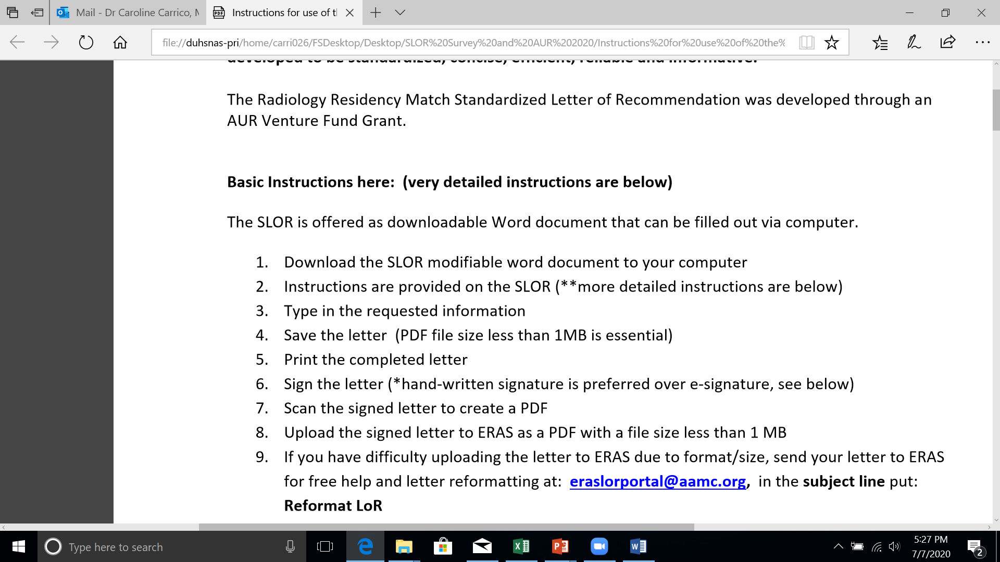 Mail - Dr Caroline Carrico, M
PDF
Instructions for use of tl
file://duhsnas-pri/home/carri026/FSDesktop/Desktop/SLOR%20Survey%20and%20AUR%202020/Instructions%20for%20use%20of%20the%
developed to be standardized, concise, efficient, reliable and informative.
The Radiology Residency Match Standardized Letter of Recommendation was developed through an
AUR Venture Fund Grant.
Basic Instructions here:  (very detailed instructions are below)
The SLOR is offered as downloadable Word document that can be filled out via computer.
1. Download the SLOR modifiable word document to your computer
2. Instructions are provided on the SLOR (**more detailed instructions are below)
3. Type in the requested information
4. Save the letter  (PDF file size less than 1MB is essential)
5. Print the completed letter
6. Sign the letter (*hand-written signature is preferred over e-signature, see below)
7. Scan the signed letter to create a PDF
8. Upload the signed letter to ERAS as a PDF with a file size less than 1 MB
9. If you have difficulty uploading the letter to ERAS due to format/size, send your letter to ERAS
for free help and letter reformatting at:  eraslorportal@aamc.org,  in the subject line put:
Reformat LoR
Type here to search
5:27 PM
7/7/2020
2